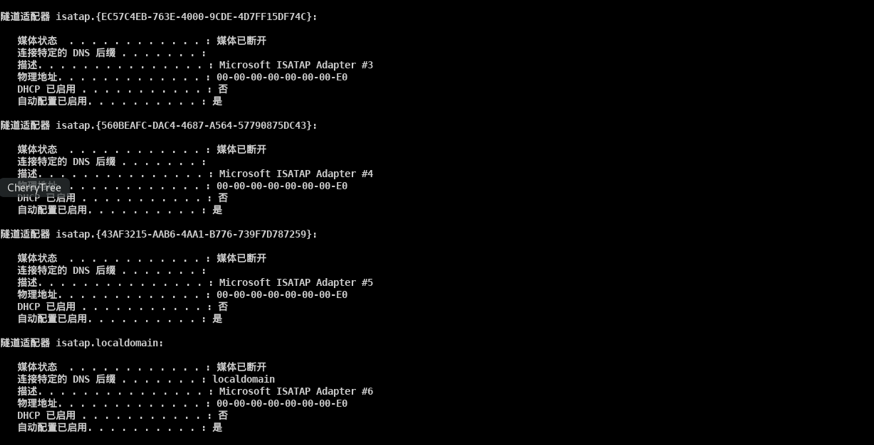 隧道适配器 isatap.{EC57C4EB-763E-4000-9CDE-4D7FF15DF74C}:
媒体状态 . . . . . . . . . . . . : 媒体已断开
连接特定的 DNS 后缀 . . . . . . . :
描述. . . . . . . . . . . . . . . : Microsoft ISATAP Adapter #3
物理地址. . . . . . . . . . . . . : 00-00-00-00-00-00-00-E0
DHCP 已启用 . . . . . . . . . . . : 否
自动配置已启用. . . . . . . . . . : 是
隧道适配器 isatap.{560BEAFC-DAC4-4687-A564-57790875DC43}:
媒体状态 . . . . . . . . . . . . : 媒体已断开
连接特定的 DNS 后缀 . . . . . . . :
描述. . . . . . . . . . . . . . . : Microsoft ISATAP Adapter #4
CherryTree . . . . . . . . . . . . : 00-00-00-00-00-00-00-E0
DHCP 已启用 . . . . . . . . . . . : 否
自动配置已启用. . . . . . . . . . : 是
隧道适配器 isatap.{43AF3215-AAB6-4AA1-B776-739F7D787259}:
媒体状态 . . . . . . . . . . . . : 媒体已断开
连接特定的 DNS 后缀 . . . . . . . :
描述. . . . . . . . . . . . . . . : Microsoft ISATAP Adapter #5
物理地址. . . . . . . . . . . . . : 00-00-00-00-00-00-00-E0
DHCP 已启用 . . . . . . . . . . . : 否
自动配置已启用. . . . . . . . . . : 是
隧道适配器 isatap.localdomain:
媒体状态 . . . . . . . . . . . . : 媒体已断开
连接特定的 DNS 后缀 . . . . . . . : localdomain
描述. . . . . . . . . . . . . . . : Microsoft ISATAP Adapter #6
物理地址. . . . . . . . . . . . . : 00-00-00-00-00-00-00-E0
DHCP 已启用 . . . . . . . . . . . : 否
自动配置已启用. . . . . . . . . . : 是